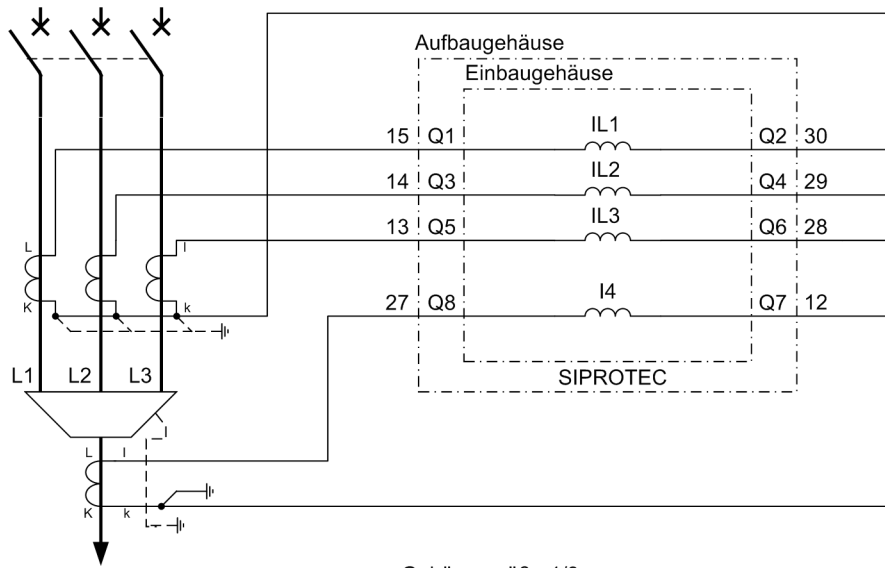 Aufbaugehäuse
Einbaugehäuse
15 Q1 IL1 Q2 30
14 Q3 IL2 Q4 29
13 Q5 IL3 Q6 28
L l
K k
27 Q8 I4 Q7 12
L1 L2 L3
SIPROTEC
L l
K k